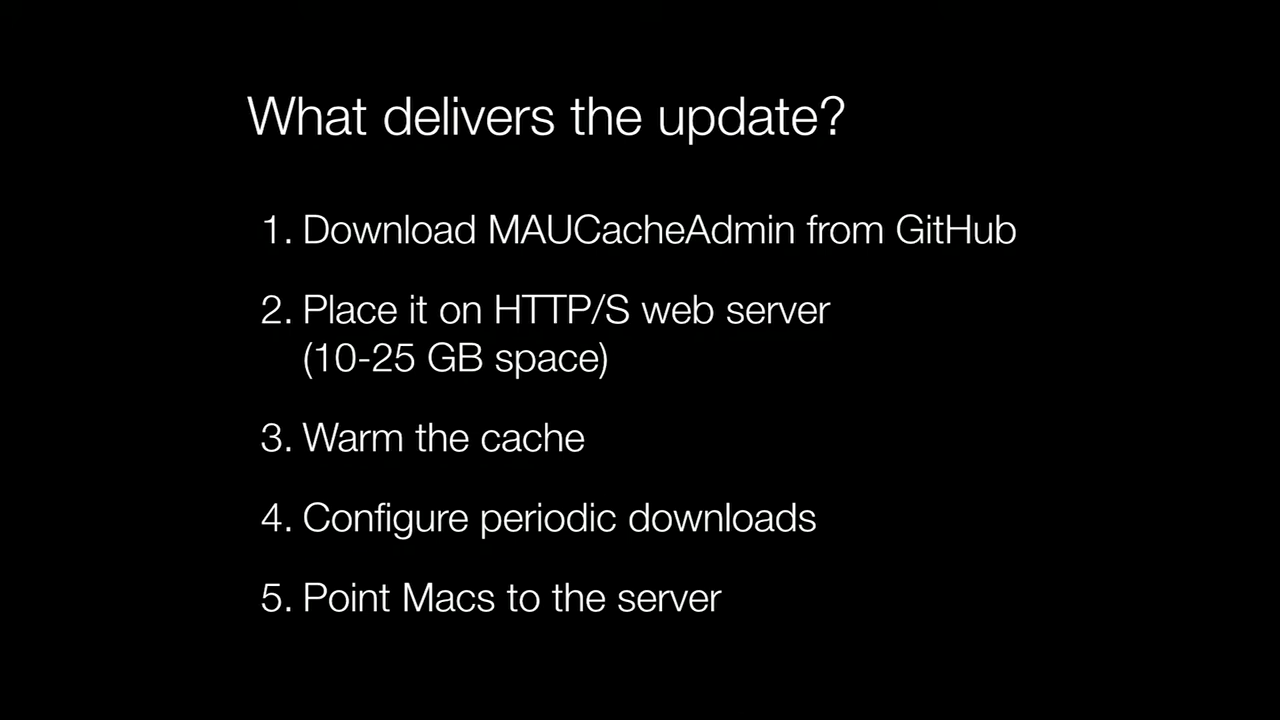 What delivers the update?
1. Download MAUCacheAdmin from GitHub
2. Place it on HTTP/S web server
(10-25 GB space)
3. Warm the cache
4. Configure periodic downloads
5. Point Macs to the server